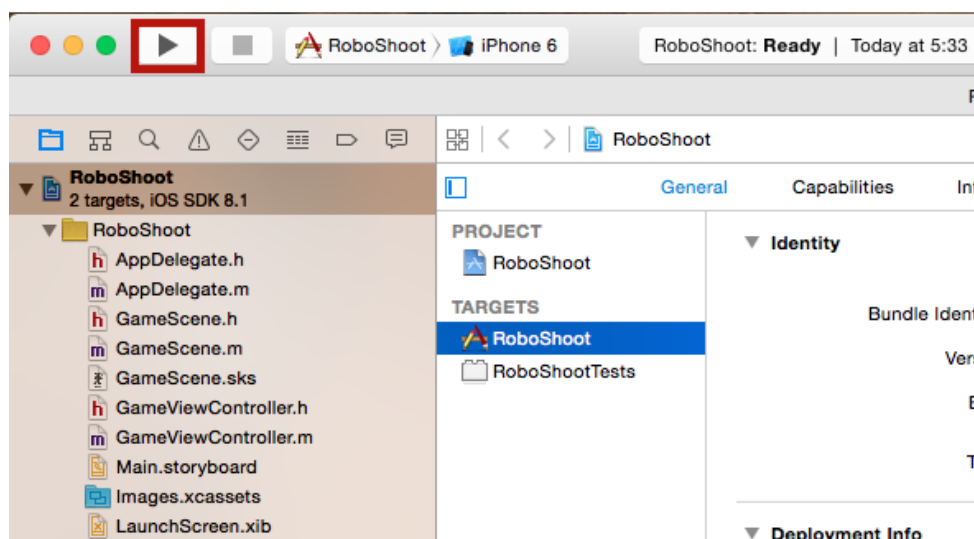 RoboShoot 〉 iPhone 6
RoboShoot: Ready | Today at 5:33
RoboShoot
2 targets, iOS SDK 8.1
RoboShoot
h AppDelegate.h
m AppDelegate.m
h GameScene.h
m GameScene.m
GameScene.sks
h GameViewController.h
m GameViewController.m
Main.storyboard
Images.xcassets
LaunchScreen.xib
RoboShoot
General Capabilities
PROJECT
RoboShoot
TARGETS
RoboShoot
RoboShootTests
Identity
Bundle
Deployment Info